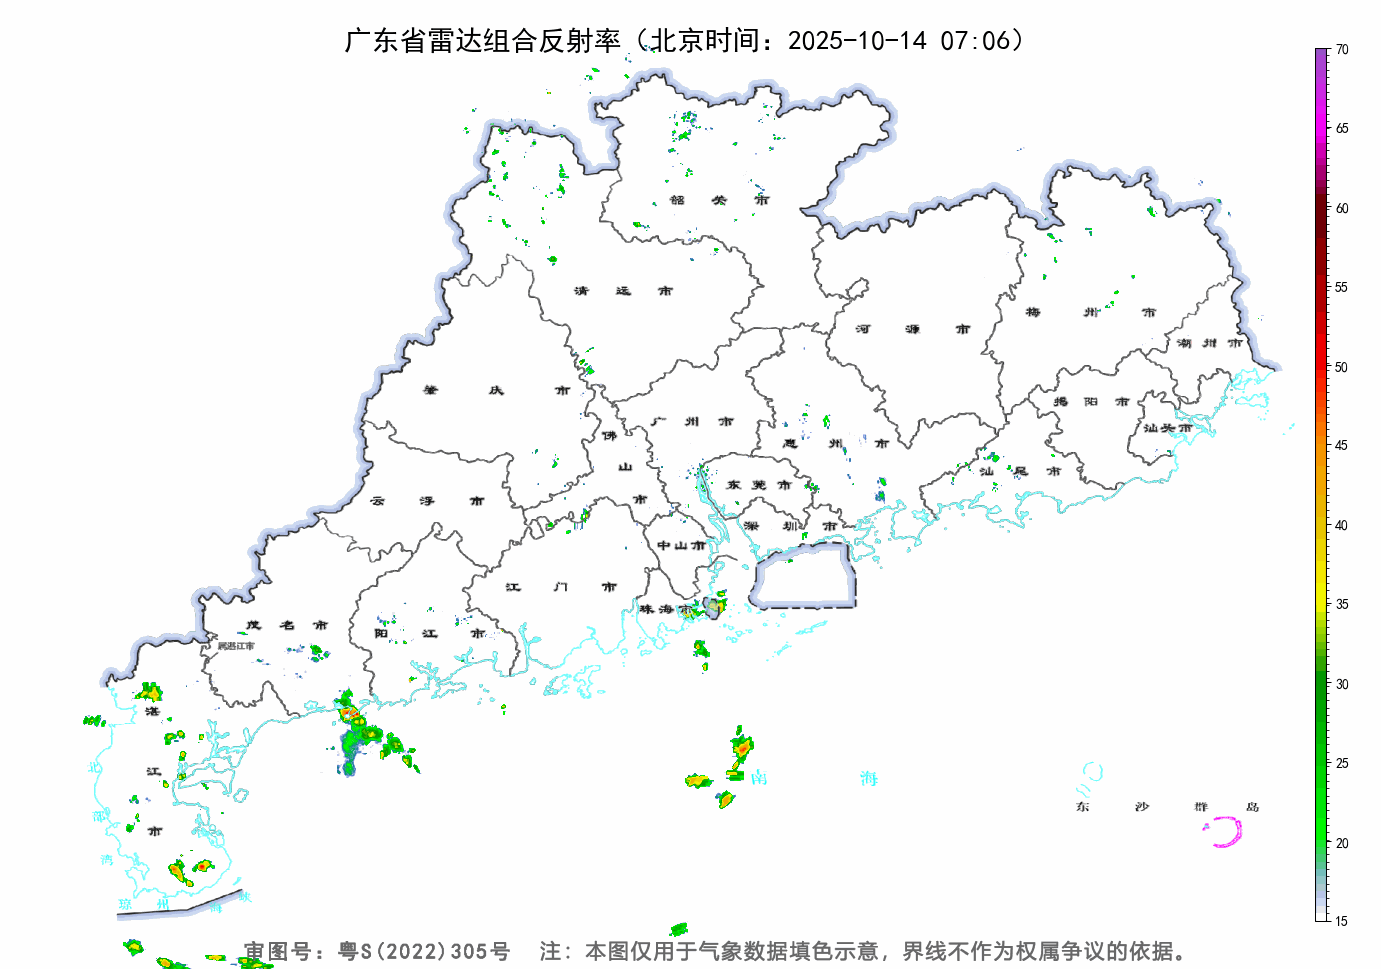 广东省雷达组合反射率（北京时间：2025-10-14 07:06）
70
65
60
55
50
45
40
35
30
25
20
15
韶关市
清远市
河源市
梅州市
潮州市
肇庆市
揭阳市
汕头市
广州市
佛山市
惠州市
汕尾市
东莞市
云浮市
深圳市
中山市
江门市
珠海市
茂名市
阳江市
属湛江市
湛江市
北部湾
南海
东沙群岛
琼州海峡
审图号：粤S(2022)305号 注：本图仅用于气象数据填色示意，界线不作为权属争议的依据。